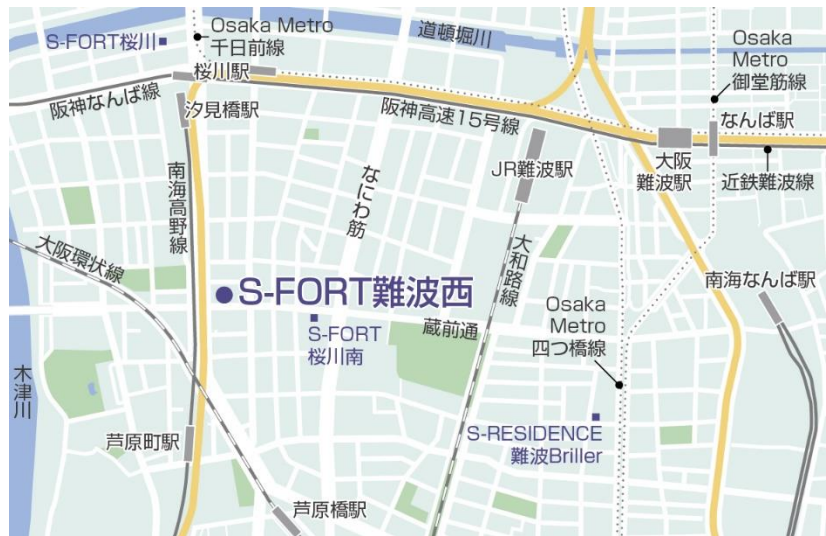 Osaka Metro
千日前線
S-FORT桜川
道頓堀川
Osaka
Metro
御堂筋線
桜川駅
阪神なんば線
汐見橋駅
阪神高速15号線
なんば駅
大阪
難波駅
近鉄難波線
JR難波駅
なにわ筋
南海高野線
大阪環状線
大和路線
南海なんば駅
S-FORT難波西
Osaka
Metro
四つ橋線
S-FORT
桜川南
蔵前通
木津川
芦原町駅
S-RESIDENCE
難波Briller
芦原橋駅